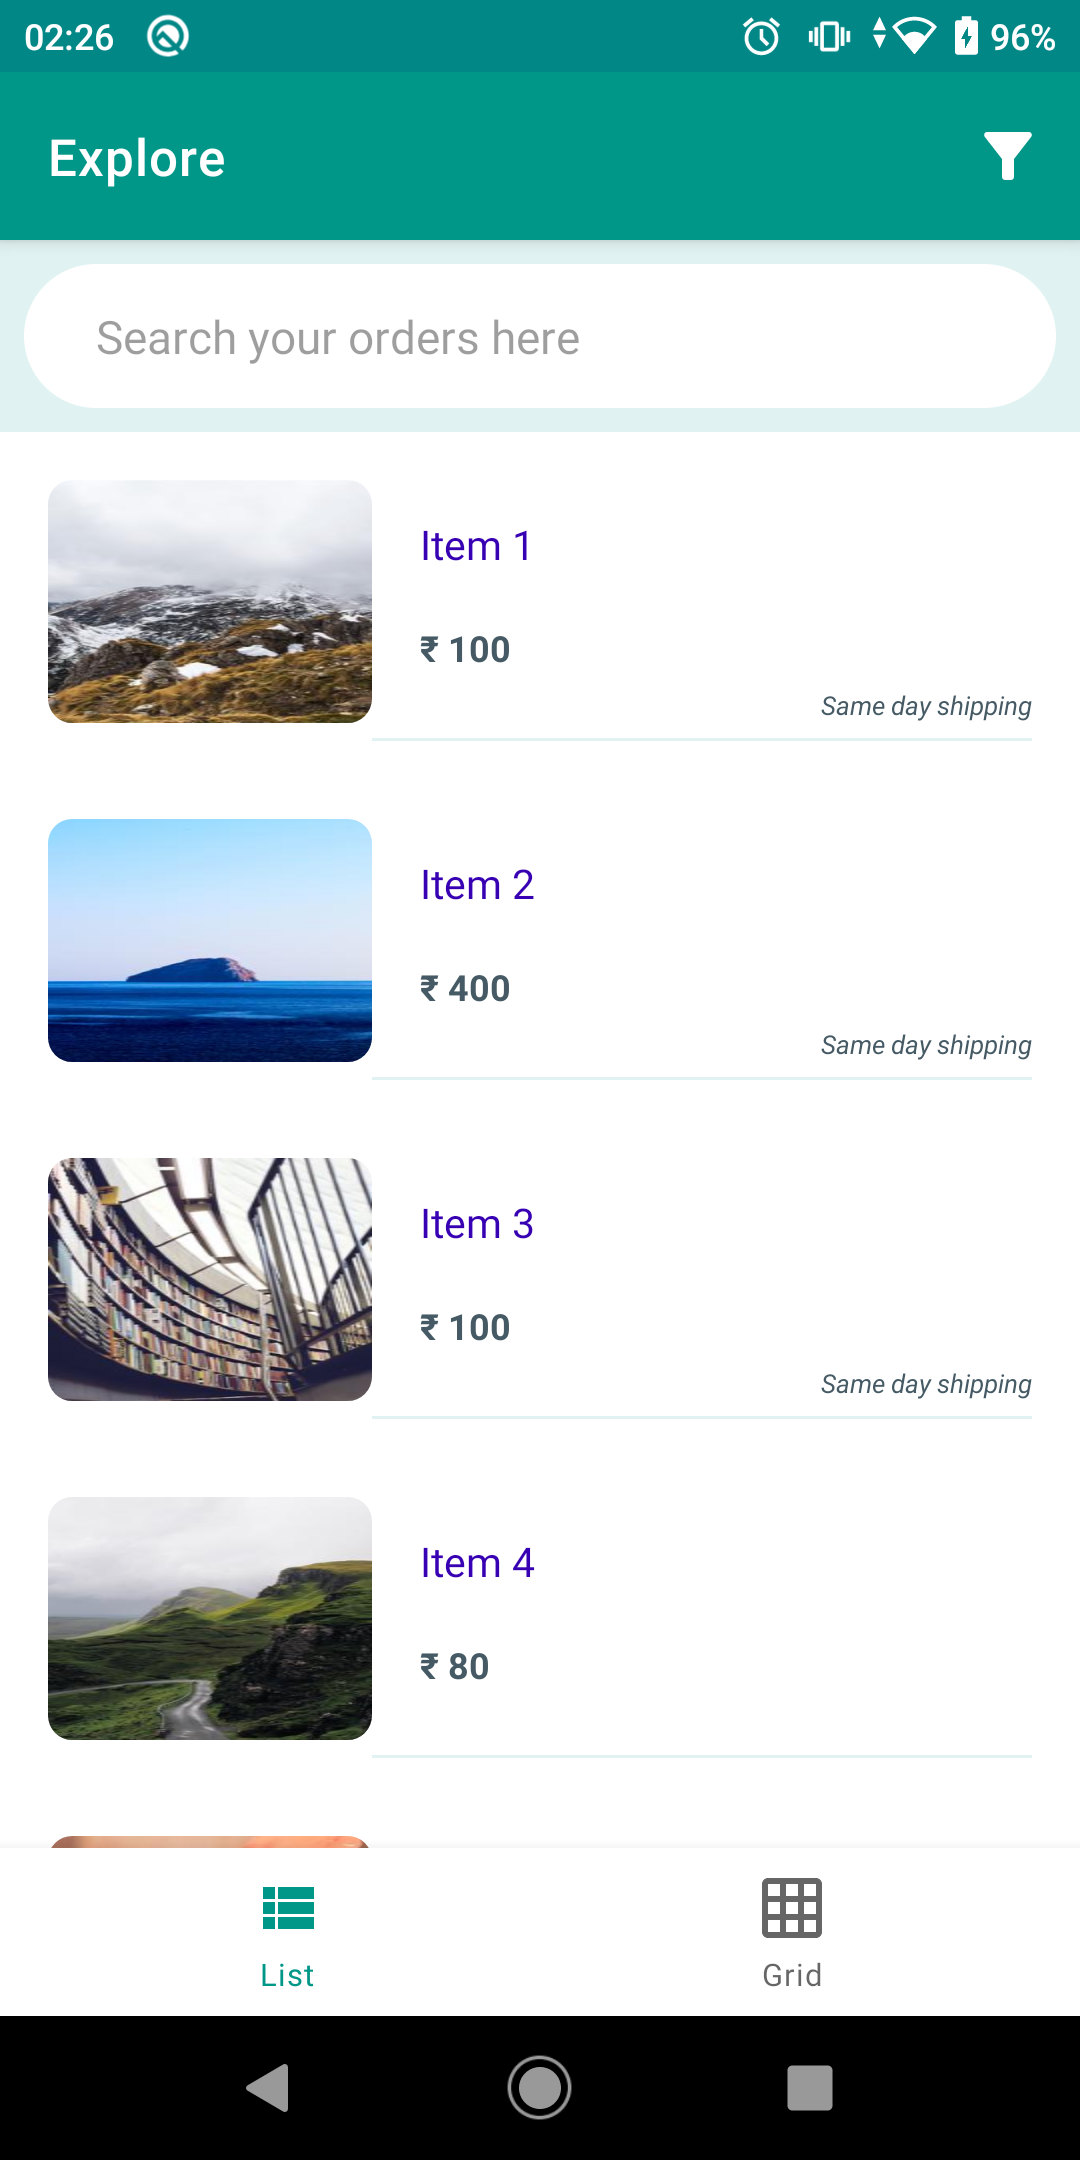 02:26
96%
Explore
Search your orders here
Item 1
₹ 100
Same day shipping
Item 2
₹ 400
Same day shipping
Item 3
₹ 100
Same day shipping
Item 4
₹ 80
List
Grid